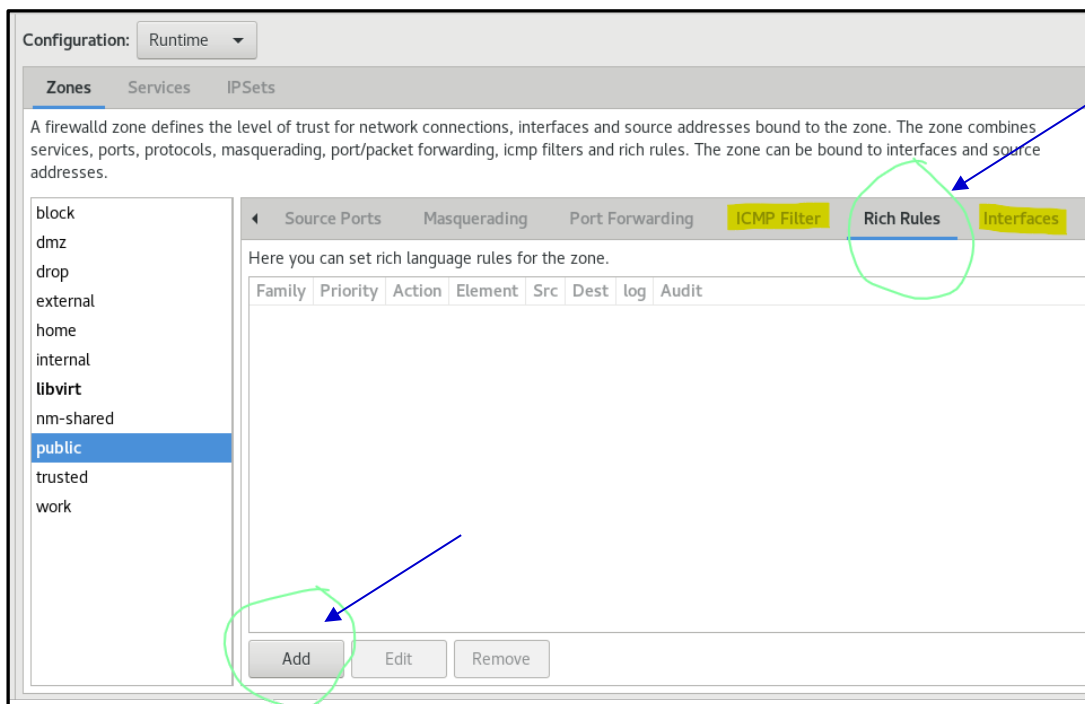 Configuration: Runtime
Zones Services IPSets
A firewalld zone defines the level of trust for network connections, interfaces and source addresses bound to the zone. The zone combines
services, ports, protocols, masquerading, port/packet forwarding, icmp filters and rich rules. The zone can be bound to interfaces and source
addresses.
block
dmz
drop
external
home
internal
libvirt
nm-shared
public
trusted
work
Source Ports Masquerading Port Forwarding ICMP Filter Rich Rules Interfaces
Here you can set rich language rules for the zone.
Family Priority Action Element Src Dest log Audit
Add Edit Remove